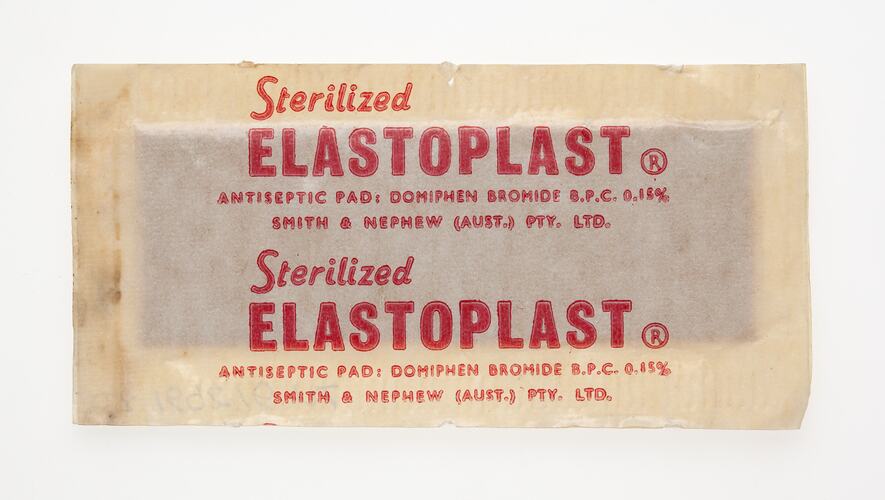 Sterilized
ELASTOPLAST ®
ANTISEPTIC PAD: DOMIPHEN BROMIDE B.P.C. 0.15%
SMITH & NEPHEW (AUST.) PTY. LTD.
Sterilized
ELASTOPLAST ®
ANTISEPTIC PAD: DOMIPHEN BROMIDE B.P.C. 0.15%
SMITH & NEPHEW (AUST.) PTY. LTD.